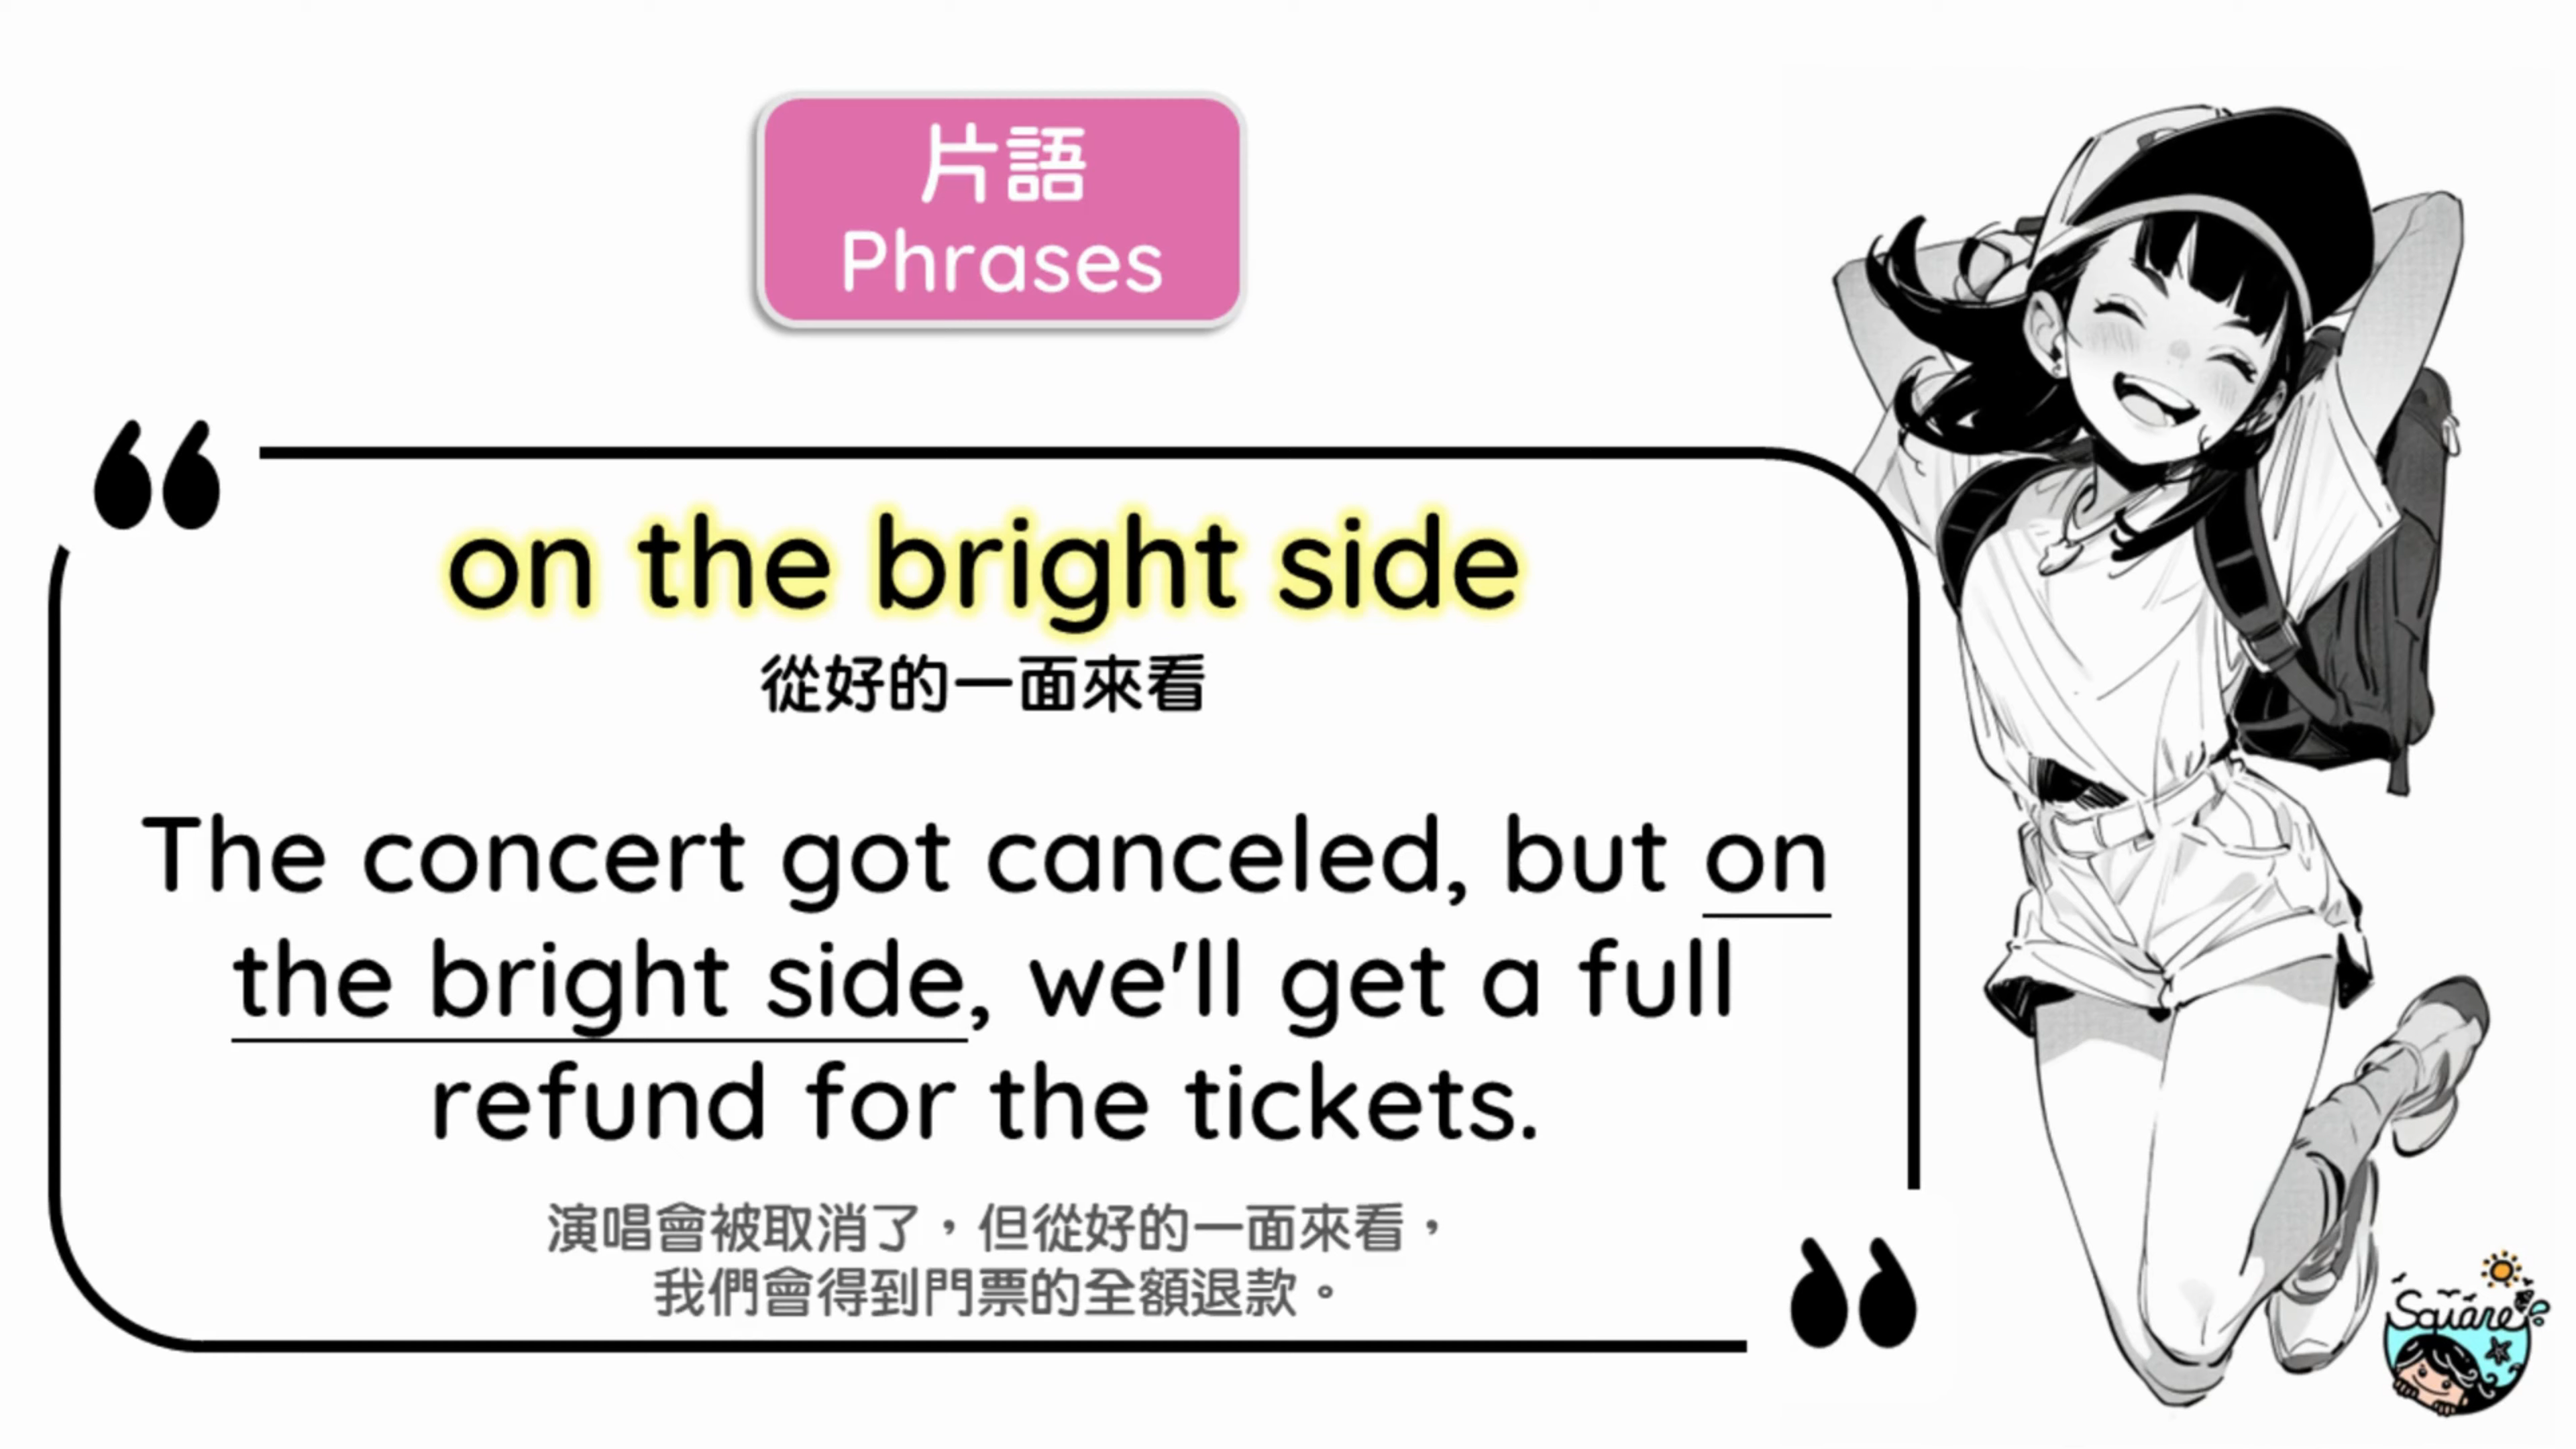 片語
Phrases
on the bright side
從好的一面來看
The concert got canceled, but on
the bright side, we'll get a full
refund for the tickets.
演唱會被取消了，但從好的一面來看，
我們會得到門票的全額退款。
Square